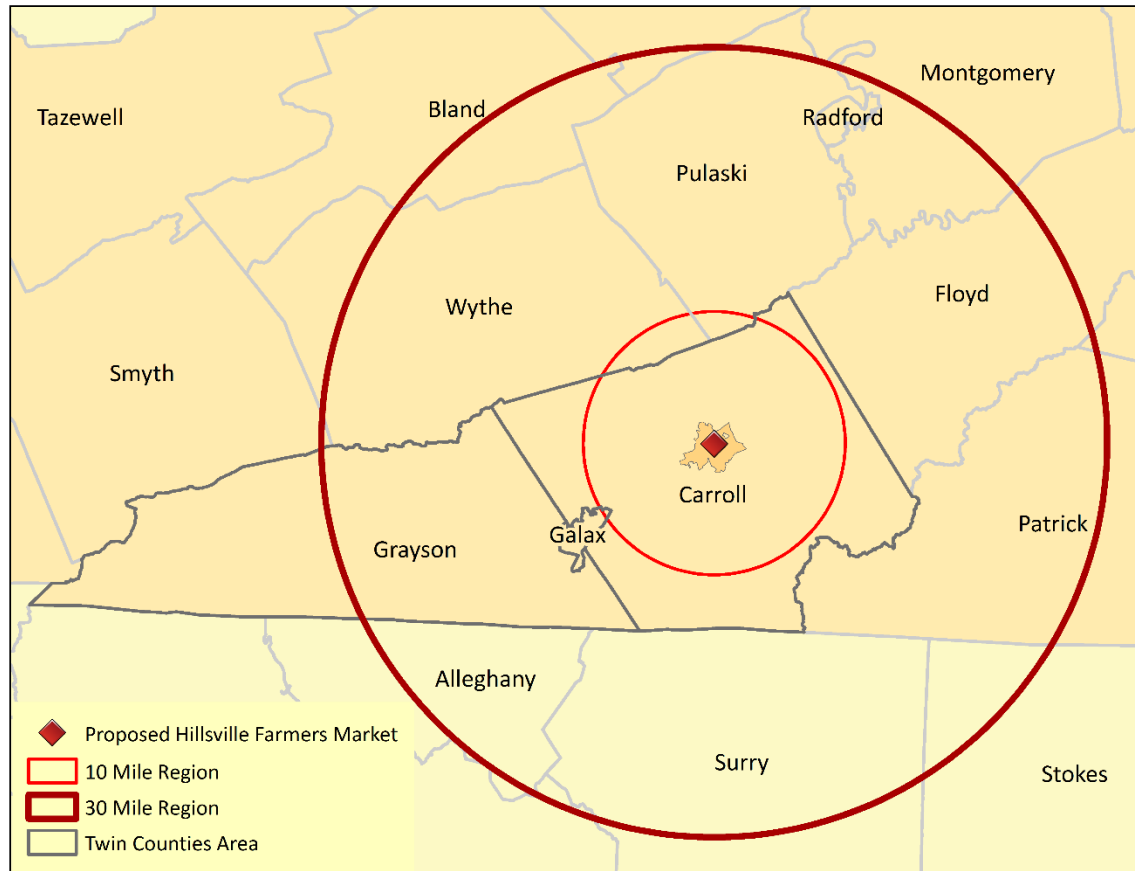 Montgomery
Tazewell
Bland
Radford
Pulaski
Floyd
Wythe
Smyth
Carroll
Patrick
Galax
Grayson
Alleghany
Surry
Stokes
Proposed Hillsville Farmers Market
10 Mile Region
30 Mile Region
Twin Counties Area